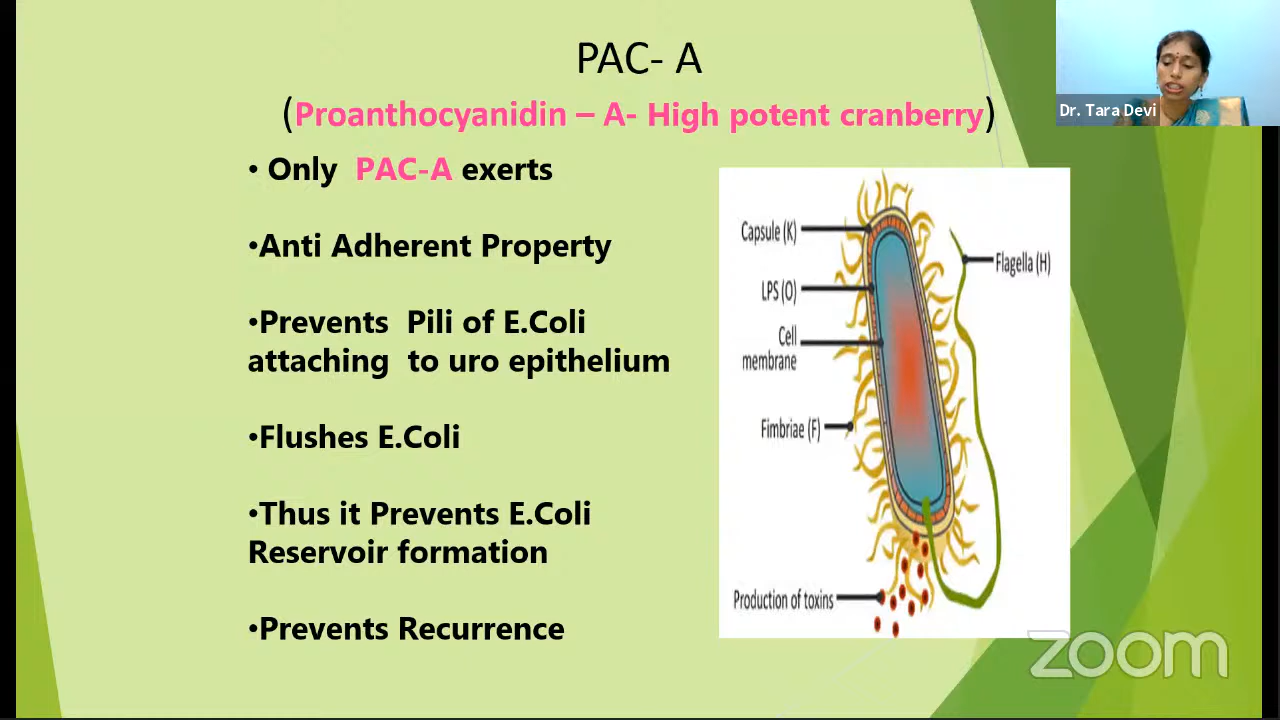 PAC- A
(Proanthocyanidin – A- High potent cranberry)
Dr. Tara Devi
• Only PAC-A exerts
•Anti Adherent Property
•Prevents Pili of E.Coli
attaching to uro epithelium
•Flushes E.Coli
•Thus it Prevents E.Coli
Reservoir formation
•Prevents Recurrence
Capsule (K)
Flagella (H)
LPS (O)
Cell
membrane
Fimbriae (F)
Production of toxins
zoom